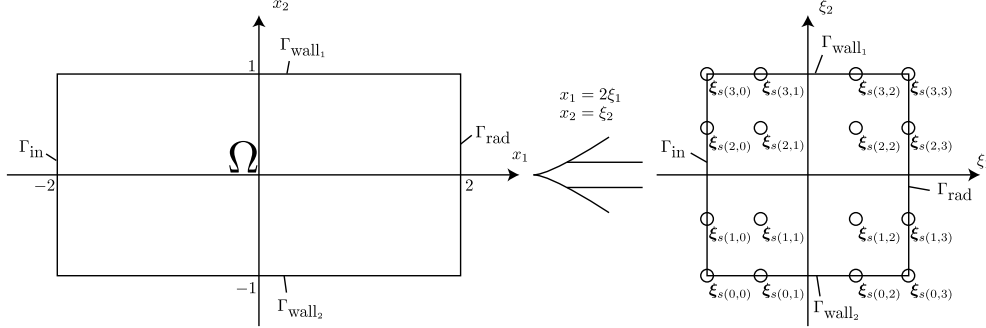 x₂
Γwall₁
1
Γin
Ω
Γrad
x₁
−2
2
−1
Γwall₂
x₁ = 2ξ₁
x₂ = ξ₂
ξ₂
Γwall₁
ξs(3,0) ξs(3,1) ξs(3,2) ξs(3,3)
ξs(2,0) ξs(2,1) ξs(2,2) ξs(2,3)
Γin
ξ
Γrad
ξs(1,0) ξs(1,1) ξs(1,2) ξs(1,3)
ξs(0,0) ξs(0,1) ξs(0,2) ξs(0,3)
Γwall₂